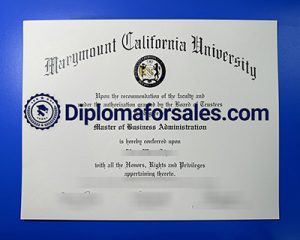 Marymount California University
Upon the recommendation of the faculty and
under the authorization granted by the Board of Trustees
Diplomaforsales.com
Master of Business Administration
is hereby conferred upon
with all the Honors, Rights and Privileges
appertaining thereto.